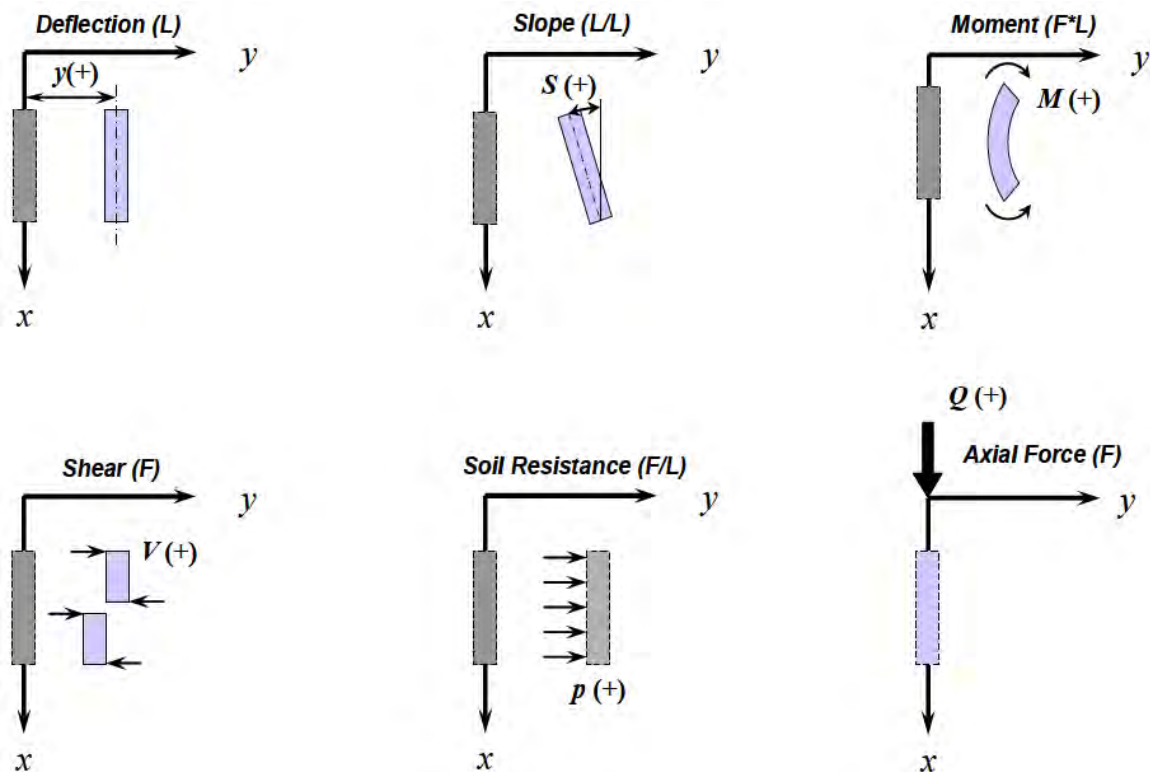 Deflection (L)
y
y(+)
x
Slope (L/L)
y
S (+)
x
Moment (F*L)
y
M (+)
x
Shear (F)
y
V (+)
x
Soil Resistance (F/L)
y
p (+)
x
Q (+)
Axial Force (F)
y
x